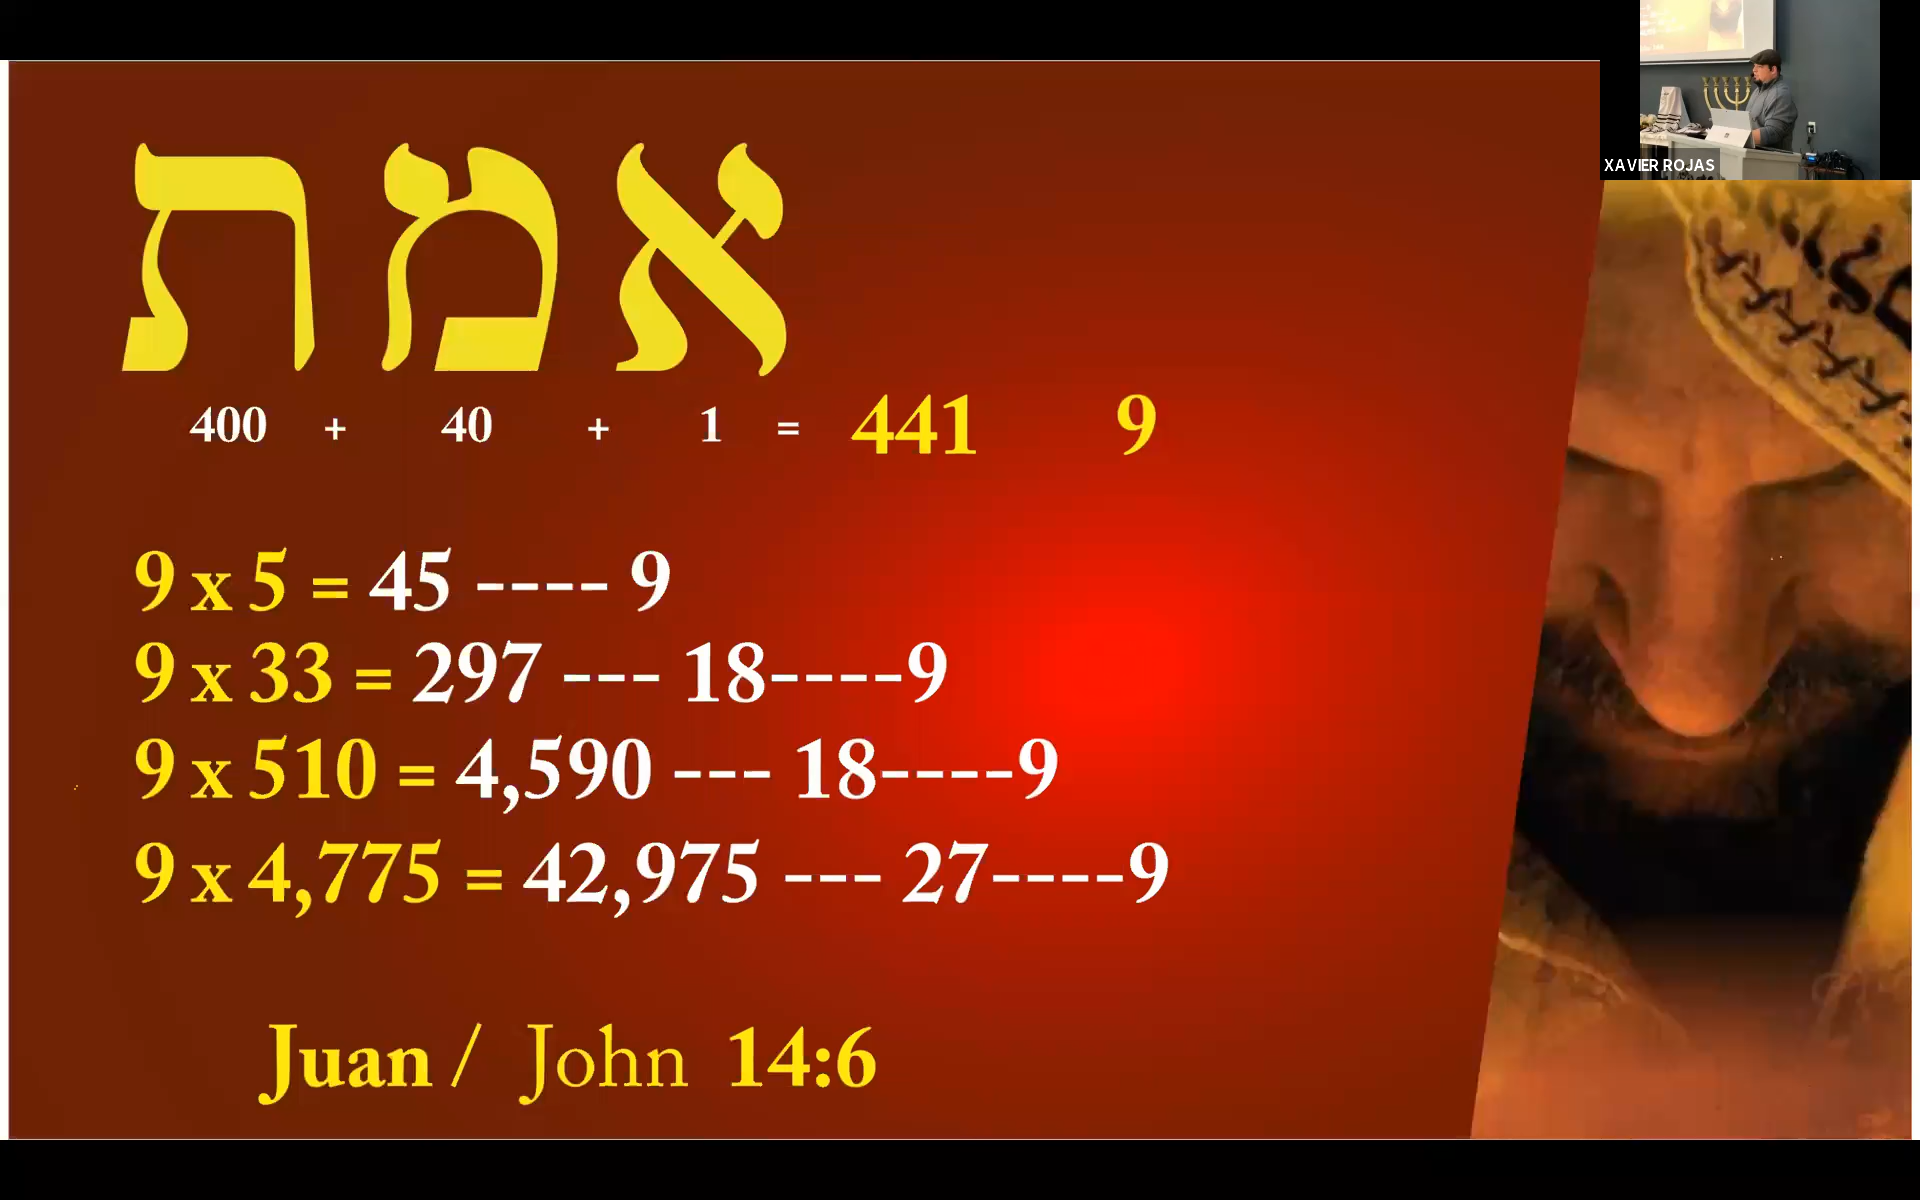 אמת
400 + 40 + 1 = 441 9
9 x 5 = 45 ---- 9
9 x 33 = 297 --- 18----9
9 x 510 = 4,590 --- 18----9
9 x 4,775 = 42,975 --- 27----9
Juan / John 14:6
XAVIER ROJAS